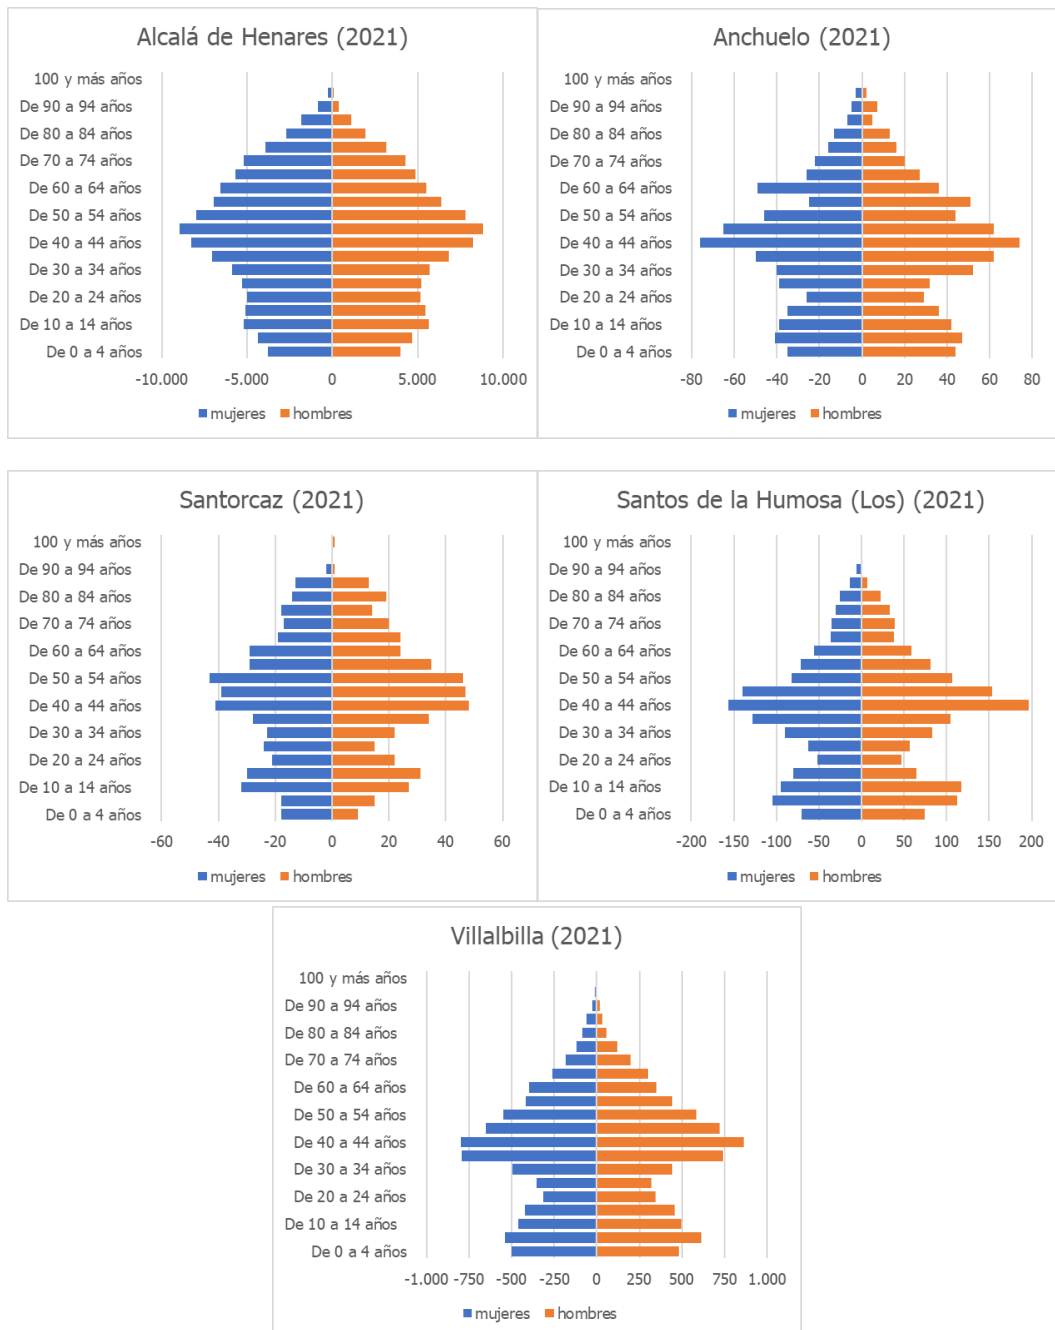 Alcalá de Henares (2021)
100 y más años
De 90 a 94 años
De 80 a 84 años
De 70 a 74 años
De 60 a 64 años
De 50 a 54 años
De 40 a 44 años
De 30 a 34 años
De 20 a 24 años
De 10 a 14 años
De 0 a 4 años
-10.000 -5.000 0 5.000 10.000
mujeres hombres
Anchuelo (2021)
100 y más años
De 90 a 94 años
De 80 a 84 años
De 70 a 74 años
De 60 a 64 años
De 50 a 54 años
De 40 a 44 años
De 30 a 34 años
De 20 a 24 años
De 10 a 14 años
De 0 a 4 años
-80 -60 -40 -20 0 20 40 60 80
mujeres hombres
Santorcaz (2021)
100 y más años
De 90 a 94 años
De 80 a 84 años
De 70 a 74 años
De 60 a 64 años
De 50 a 54 años
De 40 a 44 años
De 30 a 34 años
De 20 a 24 años
De 10 a 14 años
De 0 a 4 años
-60 -40 -20 0 20 40 60
mujeres hombres
Santos de la Humosa (Los) (2021)
100 y más años
De 90 a 94 años
De 80 a 84 años
De 70 a 74 años
De 60 a 64 años
De 50 a 54 años
De 40 a 44 años
De 30 a 34 años
De 20 a 24 años
De 10 a 14 años
De 0 a 4 años
-200 -150 -100 -50 0 50 100 150 200
mujeres hombres
Villalbilla (2021)
100 y más años
De 90 a 94 años
De 80 a 84 años
De 70 a 74 años
De 60 a 64 años
De 50 a 54 años
De 40 a 44 años
De 30 a 34 años
De 20 a 24 años
De 10 a 14 años
De 0 a 4 años
-1.000 -750 -500 -250 0 250 500 750 1.000
mujeres hombres